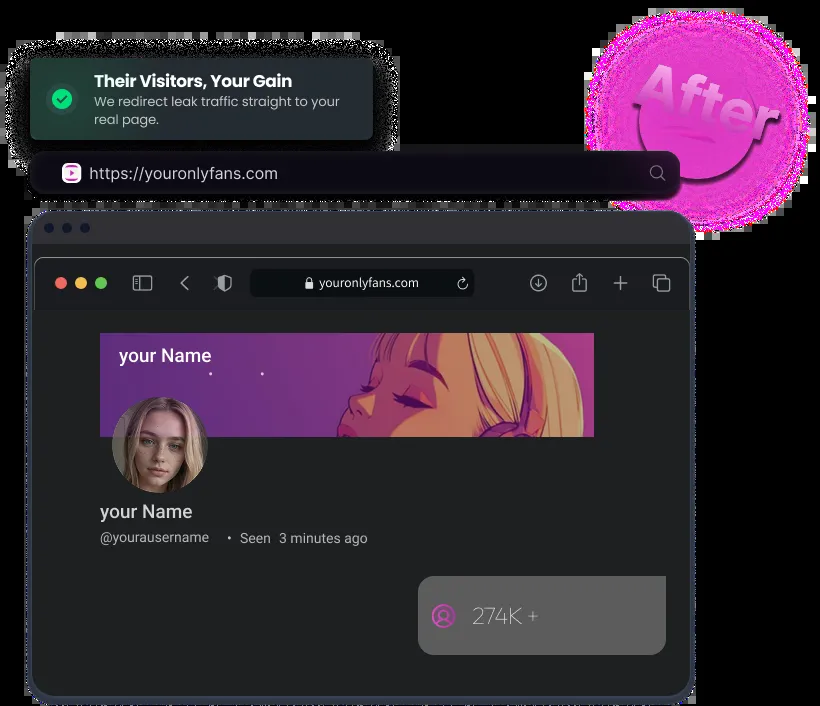 Their Visitors, Your Gain
We redirect leak traffic straight to your
real page.
After
https://youronlyfans.com
youronlyfans.com
your Name
your Name
@yourausername • Seen 3 minutes ago
274K +